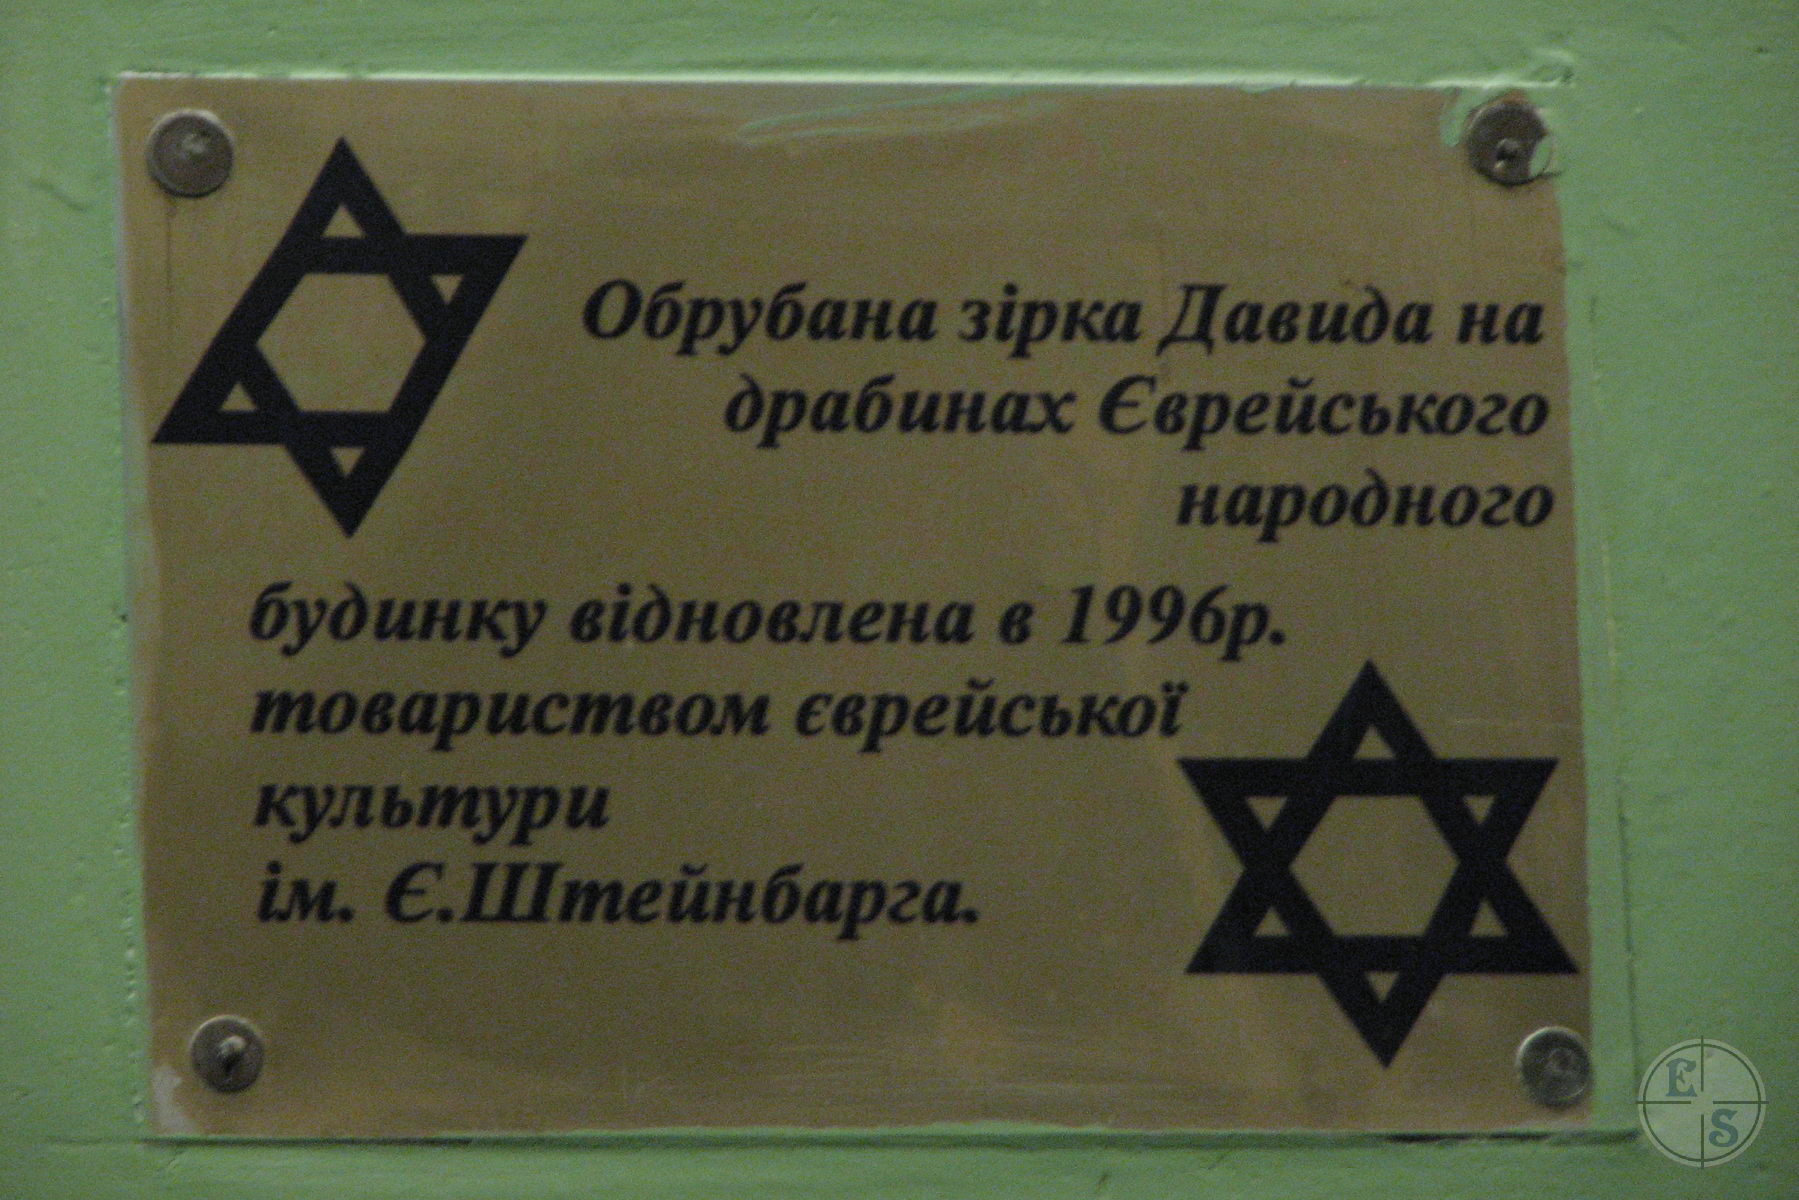 Обрубана зірка Давида на
драбинах Єврейського
народного
будинку відновлена в 1996р.
товариством єврейської
культури
ім. Є.Штейнбарга.
E
S